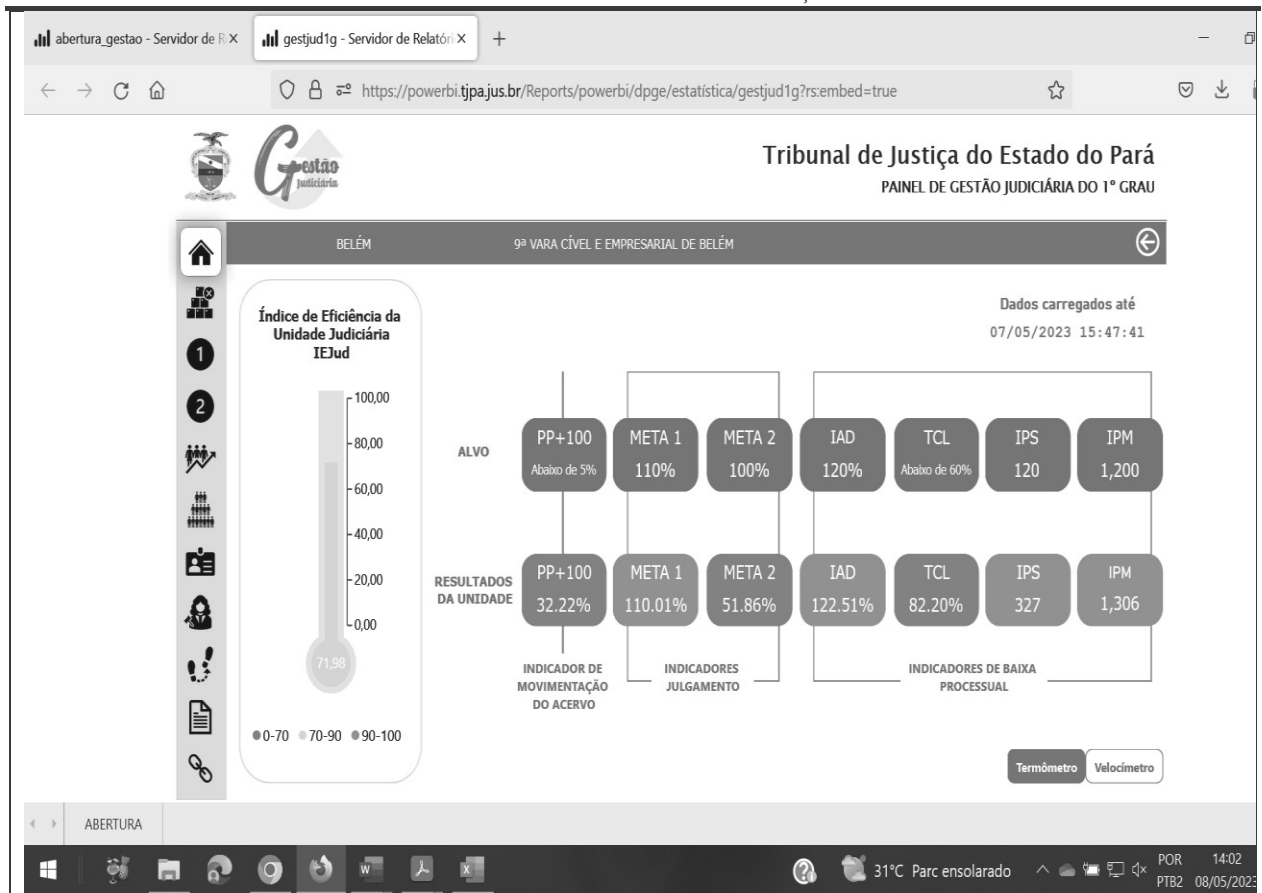 abertura_gestao - Servidor de R
gestjud1g - Servidor de Relatóri
https://powerbi.tjpa.jus.br/Reports/powerbi/dpge/estatística/gestjud1g?rs:embed=true
Gestão
Judiciária
Tribunal de Justiça do Estado do Pará
PAINEL DE GESTÃO JUDICIÁRIA DO 1º GRAU
BELÉM
9ª VARA CÍVEL E EMPRESARIAL DE BELÉM
1
2
Índice de Eficiência da
Unidade Judiciária
IEJud
100,00
80,00
60,00
40,00
20,00
0,00
71,98
0-70 70-90 90-100
Dados carregados até
07/05/2023 15:47:41
ALVO
PP+100
Abaixo de 5%
META 1
110%
META 2
100%
IAD
120%
TCL
Abaixo de 60%
IPS
120
IPM
1,200
RESULTADOS
DA UNIDADE
PP+100
32.22%
META 1
110.01%
META 2
51.86%
IAD
122.51%
TCL
82.20%
IPS
327
IPM
1,306
INDICADOR DE
MOVIMENTAÇÃO
DO ACERVO
INDICADORES
JULGAMENTO
INDICADORES DE BAIXA
PROCESSUAL
Termômetro
Velocímetro
ABERTURA
31°C Parc ensolarado
POR
PTB2
14:02
08/05/2023